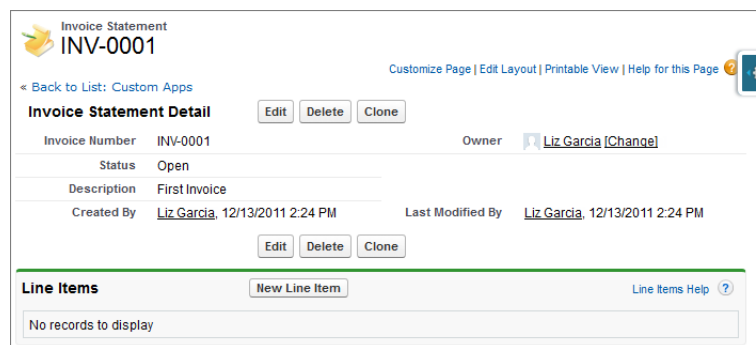 Invoice Statement
INV-0001
Customize Page | Edit Layout | Printable View | Help for this Page ?
« Back to List: Custom Apps
Invoice Statement Detail Edit Delete Clone
Invoice Number INV-0001 Owner Liz Garcia [Change]
Status Open
Description First Invoice
Created By Liz Garcia, 12/13/2011 2:24 PM Last Modified By Liz Garcia, 12/13/2011 2:24 PM
Edit Delete Clone
Line Items New Line Item Line Items Help ?
No records to display